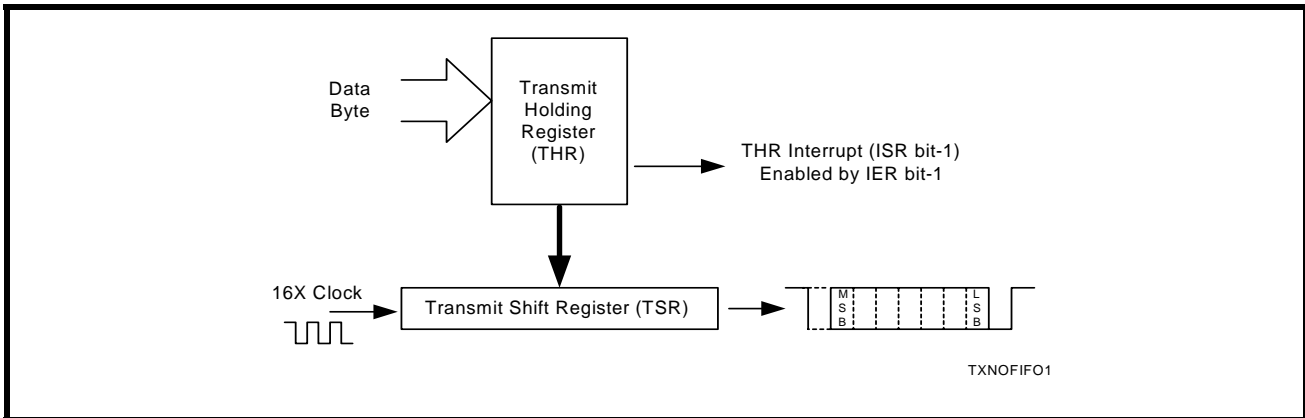 Data
Byte
Transmit
Holding
Register
(THR)
THR Interrupt (ISR bit-1)
Enabled by IER bit-1
16X Clock
Transmit Shift Register (TSR)
M
S
B
L
S
B
TXNOFIFO1